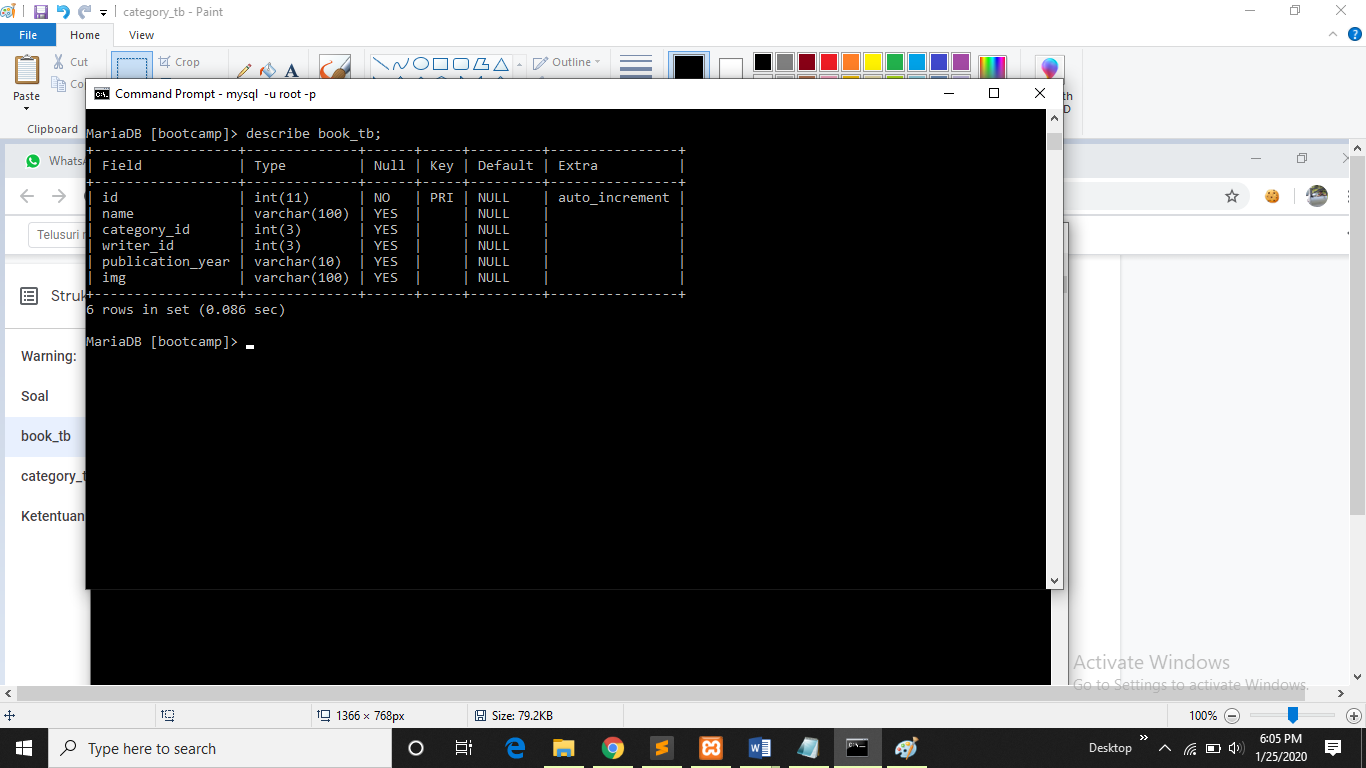 category_tb - Paint
File Home View
Paste
Cut
Crop
Outline
Clipboard
Command Prompt - mysql -u root -p
MariaDB [bootcamp]> describe book_tb;
+-------------------+--------------+------+-----+---------+----------------+
| Field | Type | Null | Key | Default | Extra |
+-------------------+--------------+------+-----+---------+----------------+
| id | int(11) | NO | PRI | NULL | auto_increment |
| name | varchar(100) | YES | | NULL | |
| category_id | int(3) | YES | | NULL | |
| writer_id | int(3) | YES | | NULL | |
| publication_year | varchar(10) | YES | | NULL | |
| img | varchar(100) | YES | | NULL | |
+-------------------+--------------+------+-----+---------+----------------+
6 rows in set (0.086 sec)
MariaDB [bootcamp]>
Telusuri
Warning:
Soal
book_tb
category_t
Ketentuan
Activate Windows
Go to Settings to activate Windows.
1366 × 768px
Size: 79.2KB
100%
Type here to search
Desktop
6:05 PM
1/25/2020